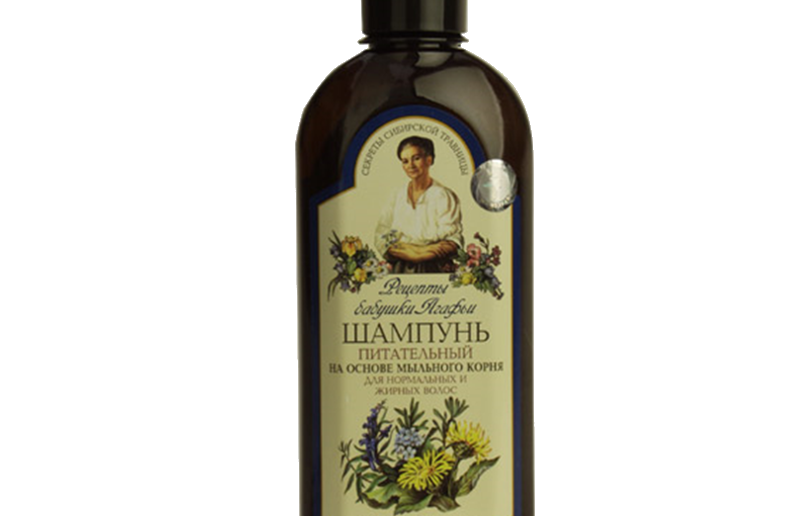 СЕКРЕТЫ СИБИРСКОЙ ТРАВНИЦЫ
Рецепты
бабушки Агафьи
ШАМПУНЬ
ПИТАТЕЛЬНЫЙ
НА ОСНОВЕ МЫЛЬНОГО КОРНЯ
ДЛЯ НОРМАЛЬНЫХ И
ЖИРНЫХ ВОЛОС